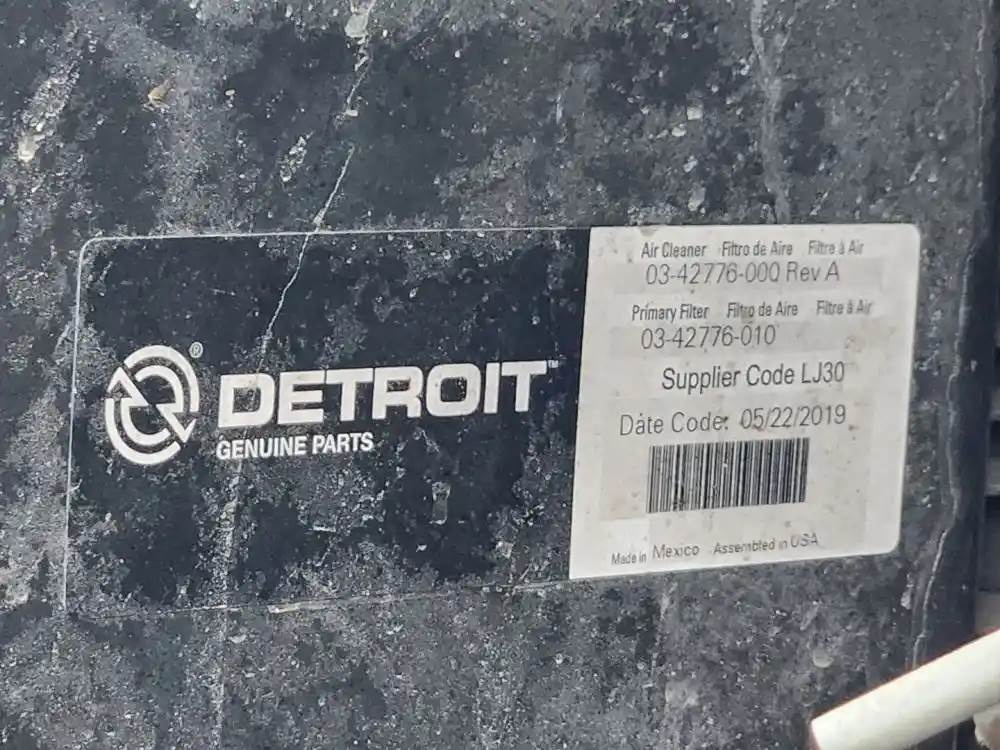 DETROIT™
GENUINE PARTS
Air Cleaner Filtro de Aire Filtre à Air
03-42776-000 Rev A
Primary Filter Filtro de Aire Filtre à Air
03-42776-010
Supplier Code LJ30
Date Code: 05/22/2019
Made in Mexico Assembled in USA